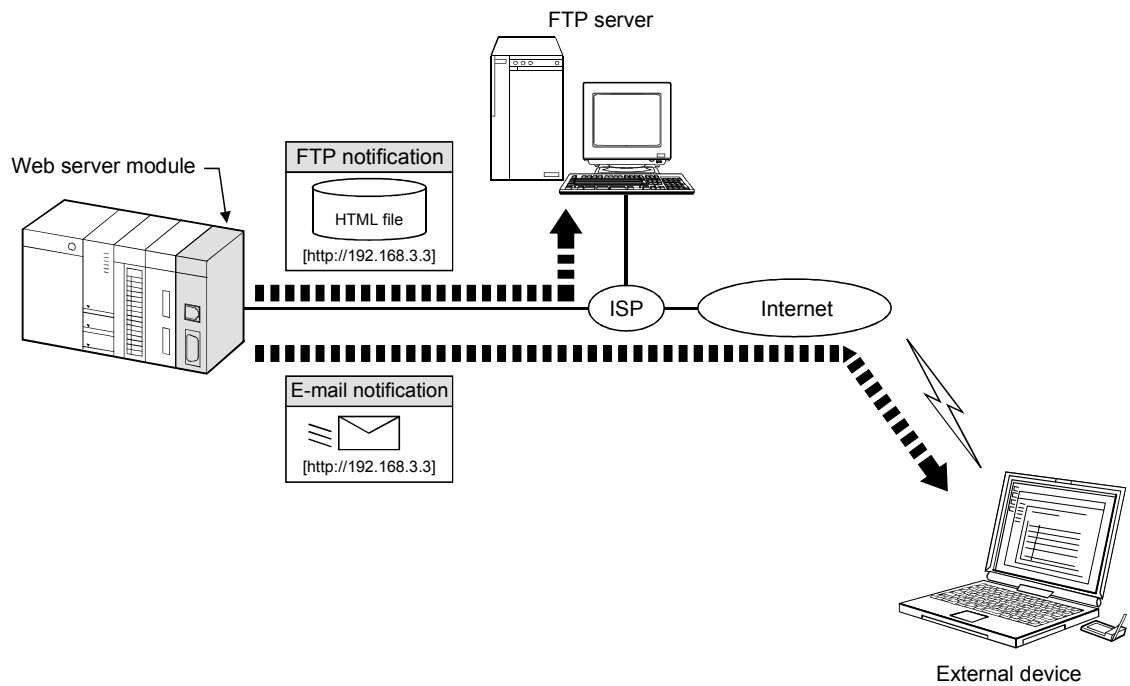 FTP server
Web server module
FTP notification
HTML file
[http://192.168.3.3]
ISP
Internet
E-mail notification
[http://192.168.3.3]
External device